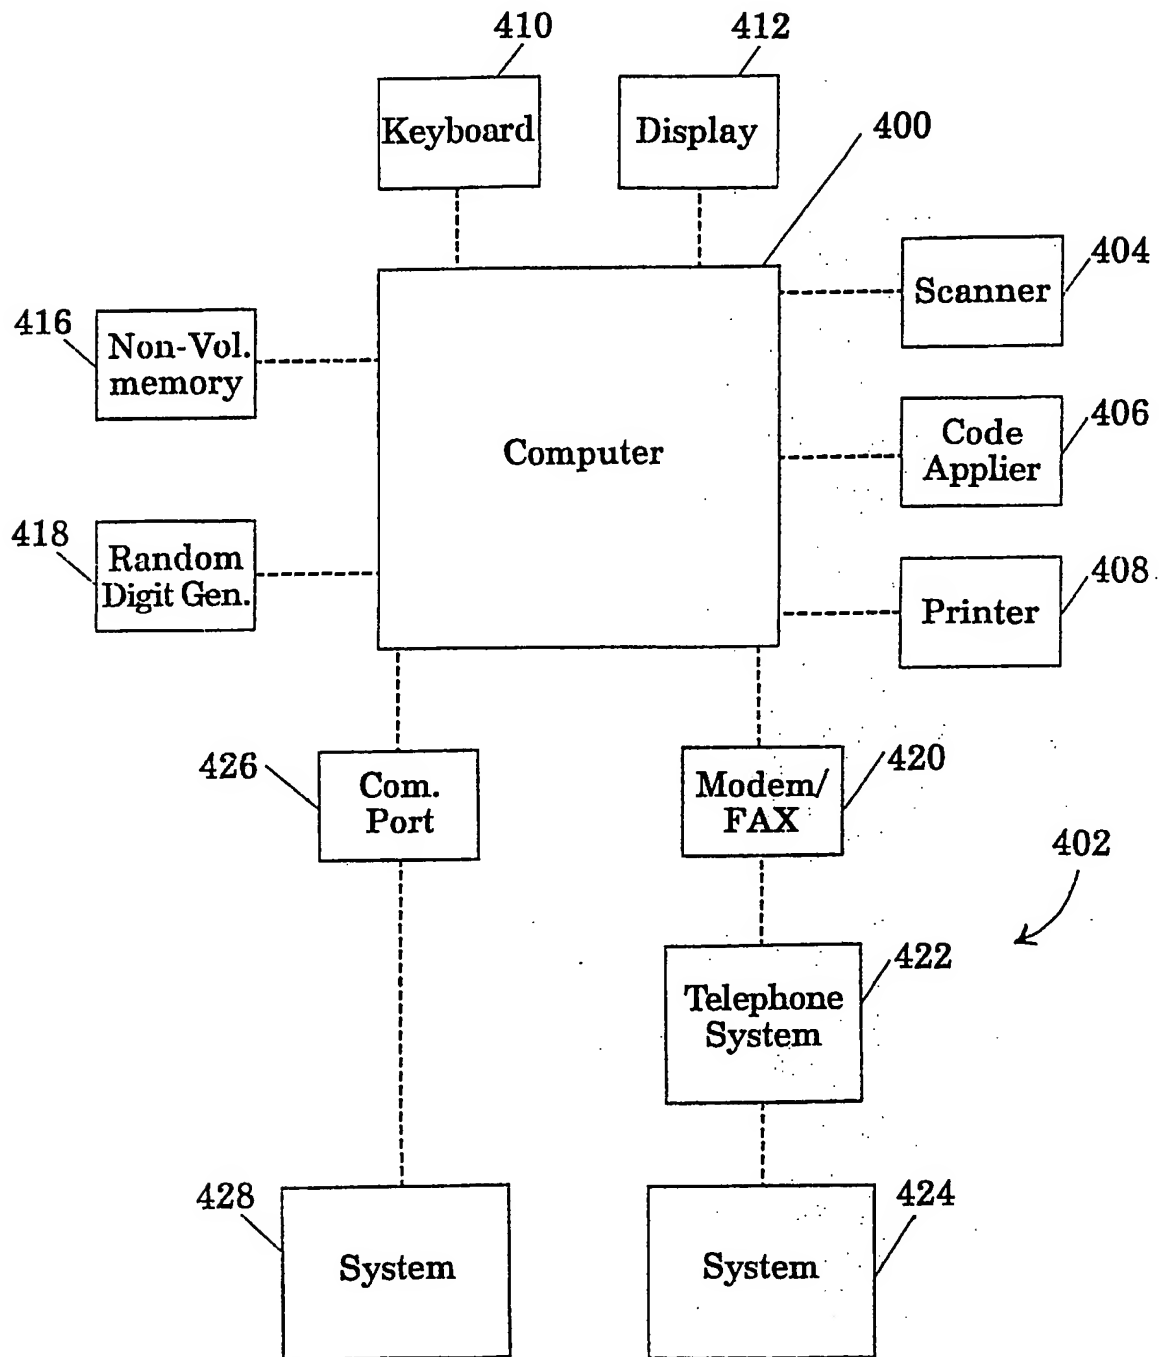 410
412
Keyboard
Display
400
404
Scanner
416
Non-Vol.
memory
Computer
406
Code
Applier
418
Random
Digit Gen.
408
Printer
426
Com.
Port
420
Modem/
FAX
402
422
Telephone
System
428
System
424
System